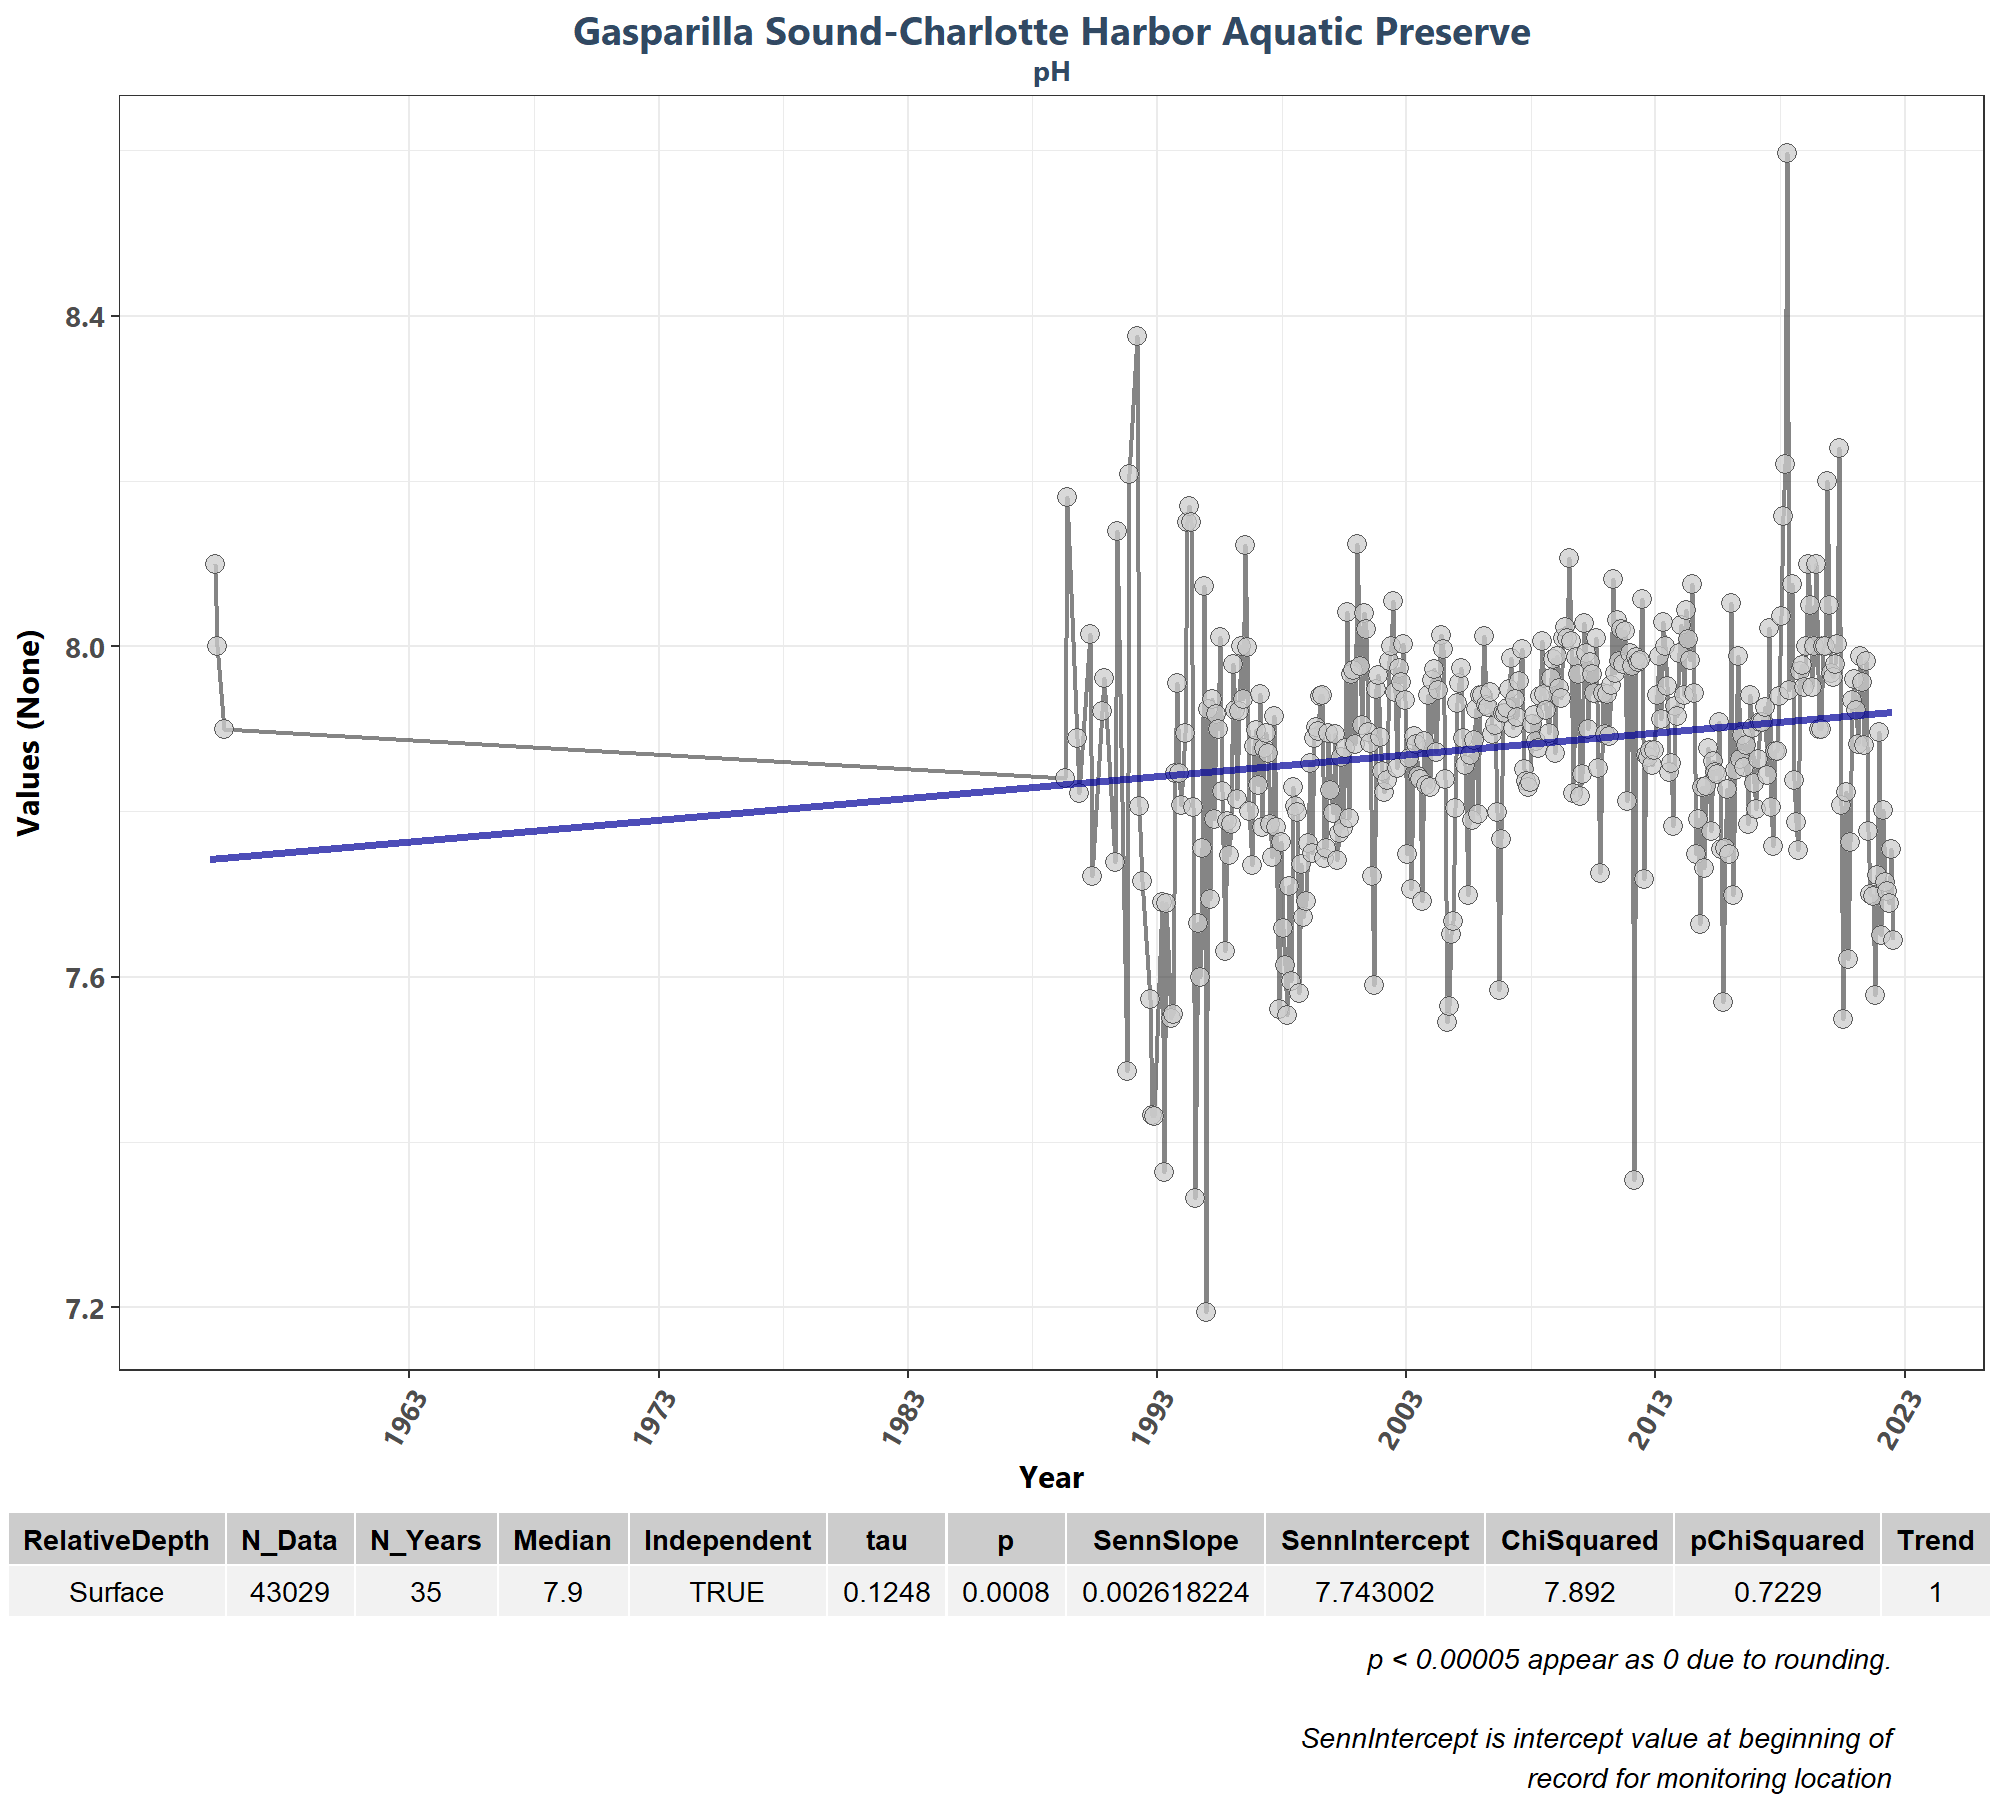 Gasparilla Sound-Charlotte Harbor Aquatic Preserve
pH
8.4
8.0
7.6
7.2
Values (None)
1963
1973
1983
1993
2003
2013
2023
Year
RelativeDepth N_Data N_Years Median Independent tau p SennSlope SennIntercept ChiSquared pChiSquared Trend
Surface 43029 35 7.9 TRUE 0.1248 0.0008 0.002618224 7.743002 7.892 0.7229 1
p < 0.00005 appear as 0 due to rounding.
SennIntercept is intercept value at beginning of
record for monitoring location